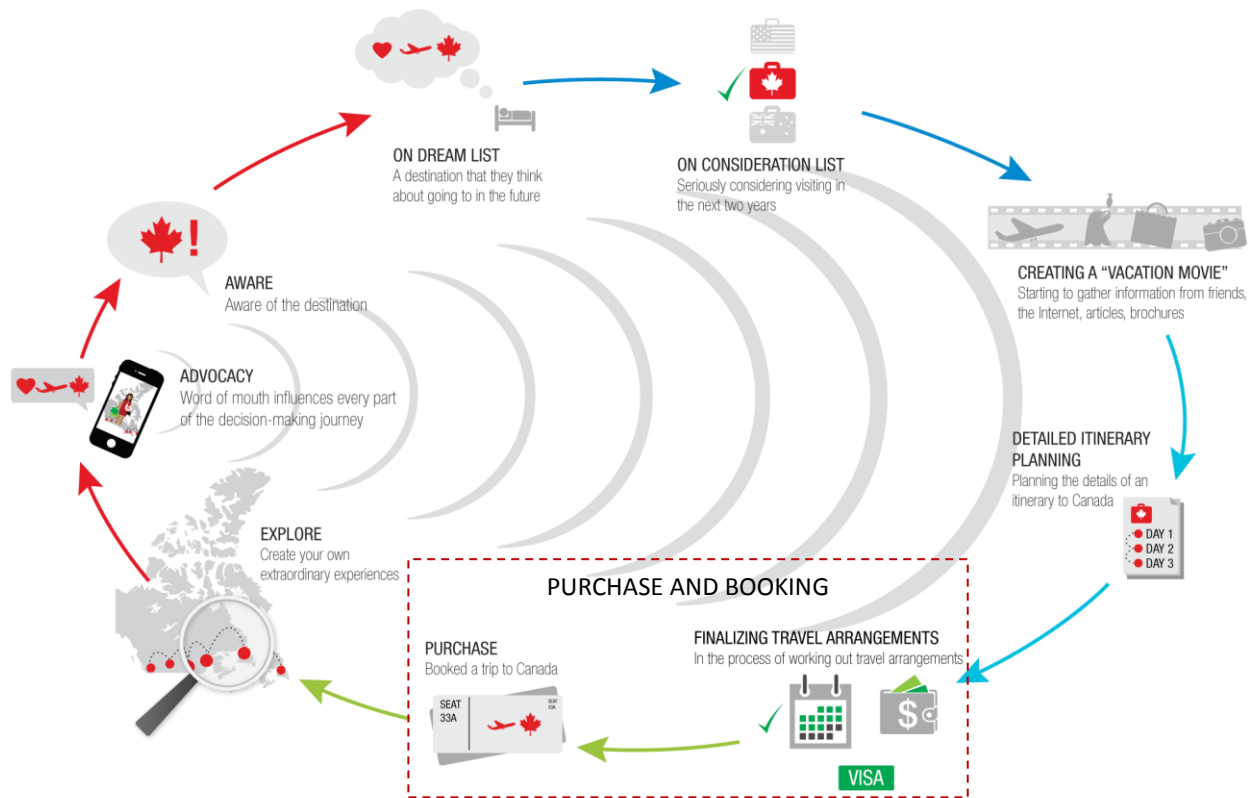 ON DREAM LIST
A destination that they think
about going to in the future
ON CONSIDERATION LIST
Seriously considering visiting in
the next two years
CREATING A “VACATION MOVIE”
Starting to gather information from friends,
the Internet, articles, brochures
AWARE
Aware of the destination
ADVOCACY
Word of mouth influences every part
of the decision-making journey
DETAILED ITINERARY
PLANNING
Planning the details of an
itinerary to Canada
DAY 1
DAY 2
DAY 3
EXPLORE
Create your own
extraordinary experiences
PURCHASE AND BOOKING
FINALIZING TRAVEL ARRANGEMENTS
In the process of working out travel arrangements
$
PURCHASE
Booked a trip to Canada
SEAT
33A
SEAT
33A
VISA